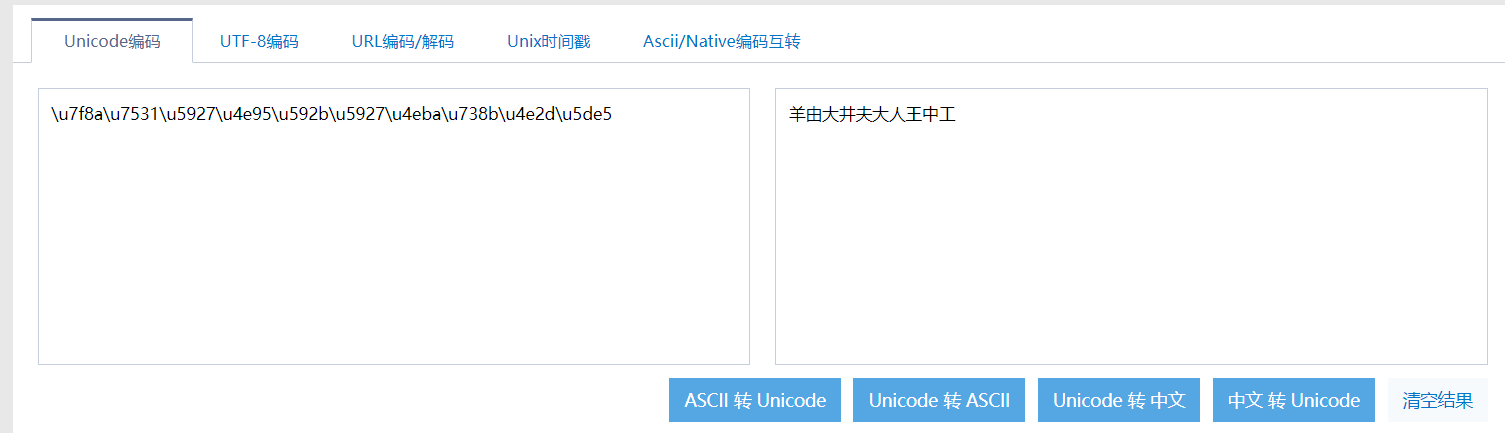 Unicode编码 UTF-8编码 URL编码/解码 Unix时间戳 Ascii/Native编码互转
\u7f8a\u7531\u5927\u4e95\u592b\u5927\u4eba\u738b\u4e2d\u5de5
羊由大井夫大人王中工
ASCII 转 Unicode Unicode 转 ASCII Unicode 转 中文 中文 转 Unicode 清空结果